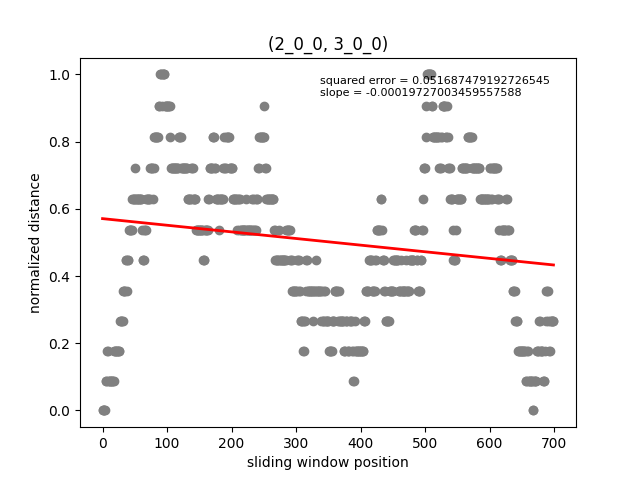 (2_0_0, 3_0_0)
squared error = 0.051687479192726545
slope = -0.00019727003459557588
normalized distance
1.0
0.8
0.6
0.4
0.2
0.0
0 100 200 300 400 500 600 700
sliding window position